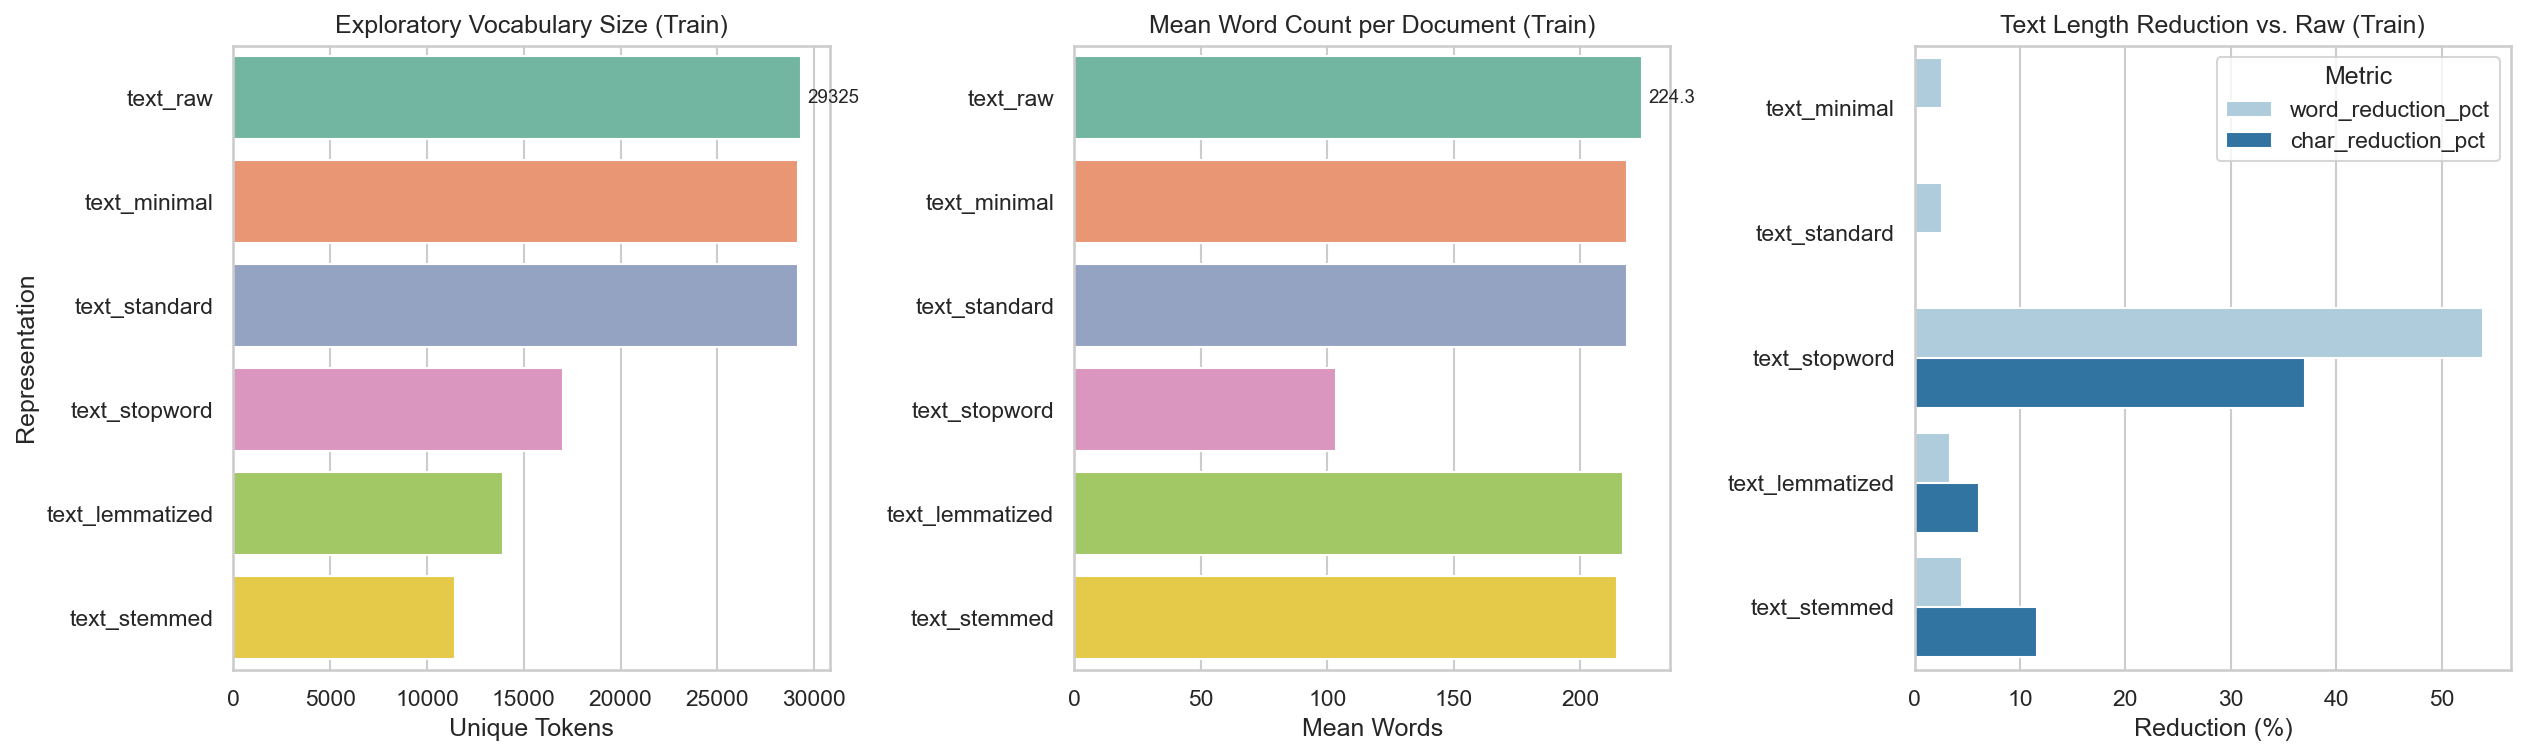 Exploratory Vocabulary Size (Train)
Representation
text_raw
text_minimal
text_standard
text_stopword
text_lemmatized
text_stemmed
29325
0 5000 10000 15000 20000 25000 30000
Unique Tokens
Mean Word Count per Document (Train)
text_raw
text_minimal
text_standard
text_stopword
text_lemmatized
text_stemmed
224.3
0 50 100 150 200
Mean Words
Text Length Reduction vs. Raw (Train)
Metric
word_reduction_pct
char_reduction_pct
text_minimal
text_standard
text_stopword
text_lemmatized
text_stemmed
0 10 20 30 40 50
Reduction (%)